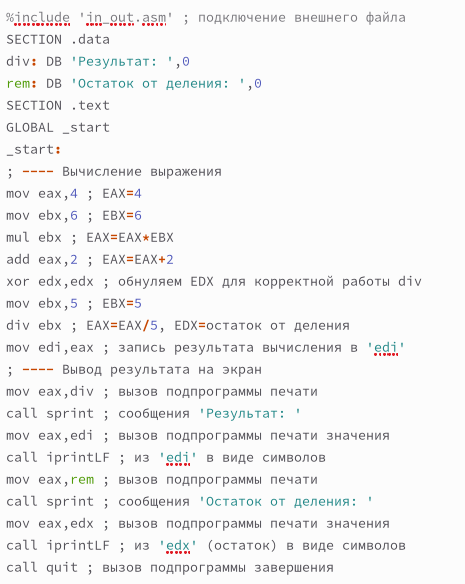 %include 'in_out.asm' ; подключение внешнего файла
SECTION .data
div: DB 'Результат: ',0
rem: DB 'Остаток от деления: ',0
SECTION .text
GLOBAL _start
_start:
; ---- Вычисление выражения
mov eax,4 ; EAX=4
mov ebx,6 ; EBX=6
mul ebx ; EAX=EAX*EBX
add eax,2 ; EAX=EAX+2
xor edx,edx ; обнуляем EDX для корректной работы div
mov ebx,5 ; EBX=5
div ebx ; EAX=EAX/5, EDX=остаток от деления
mov edi,eax ; запись результата вычисления в 'edi'
; ---- Вывод результата на экран
mov eax,div ; вызов подпрограммы печати
call sprint ; сообщения 'Результат: '
mov eax,edi ; вызов подпрограммы печати значения
call iprintLF ; из 'edi' в виде символов
mov eax,rem ; вызов подпрограммы печати
call sprint ; сообщения 'Остаток от деления: '
mov eax,edx ; вызов подпрограммы печати значения
call iprintLF ; из 'edx' (остаток) в виде символов
call quit ; вызов подпрограммы завершения